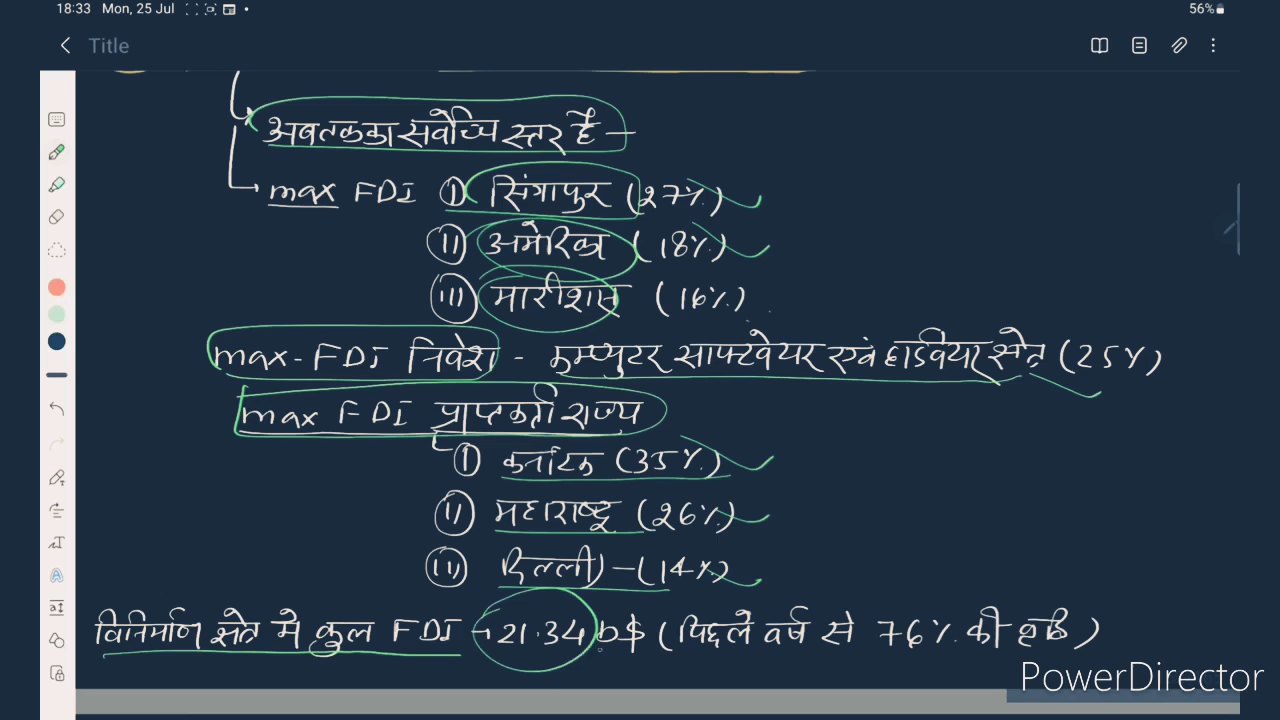 18:33 Mon, 25 Jul
56%
Title
अबतक का सर्वोच्च स्तर है -
max FDI ① सिंगापुर (27%)
(ii) अमेरिका (18%)
(iii) मारीशस (16%)
max-FDI निवेश - कम्प्युटर साफ्टवेयर एवं हार्डवेयर क्षेत्र (25%)
max FDI प्राप्तकर्ता राज्य
① कर्नाटक (35%)
(ii) महाराष्ट्र (26%)
(iii) दिल्ली - (14%)
विनिर्माण क्षेत्र मे कुल FDI → 21.34 b$ (पिछले वर्ष से 76% की वृद्धि)
PowerDirector